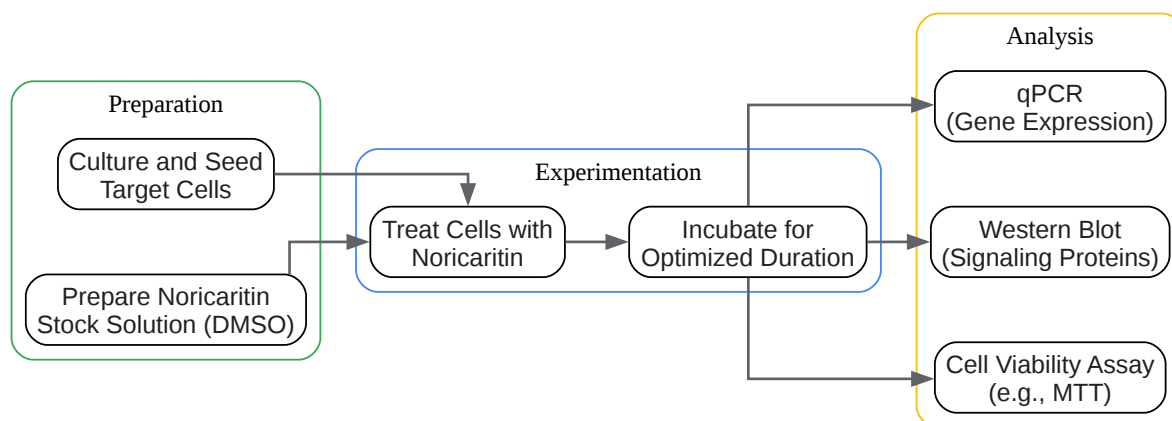 Preparation
Culture and Seed
Target Cells
Prepare Noricaritin
Stock Solution (DMSO)
Experimentation
Treat Cells with
Noricaritin
Incubate for
Optimized Duration
Analysis
qPCR
(Gene Expression)
Western Blot
(Signaling Proteins)
Cell Viability Assay
(e.g., MTT)